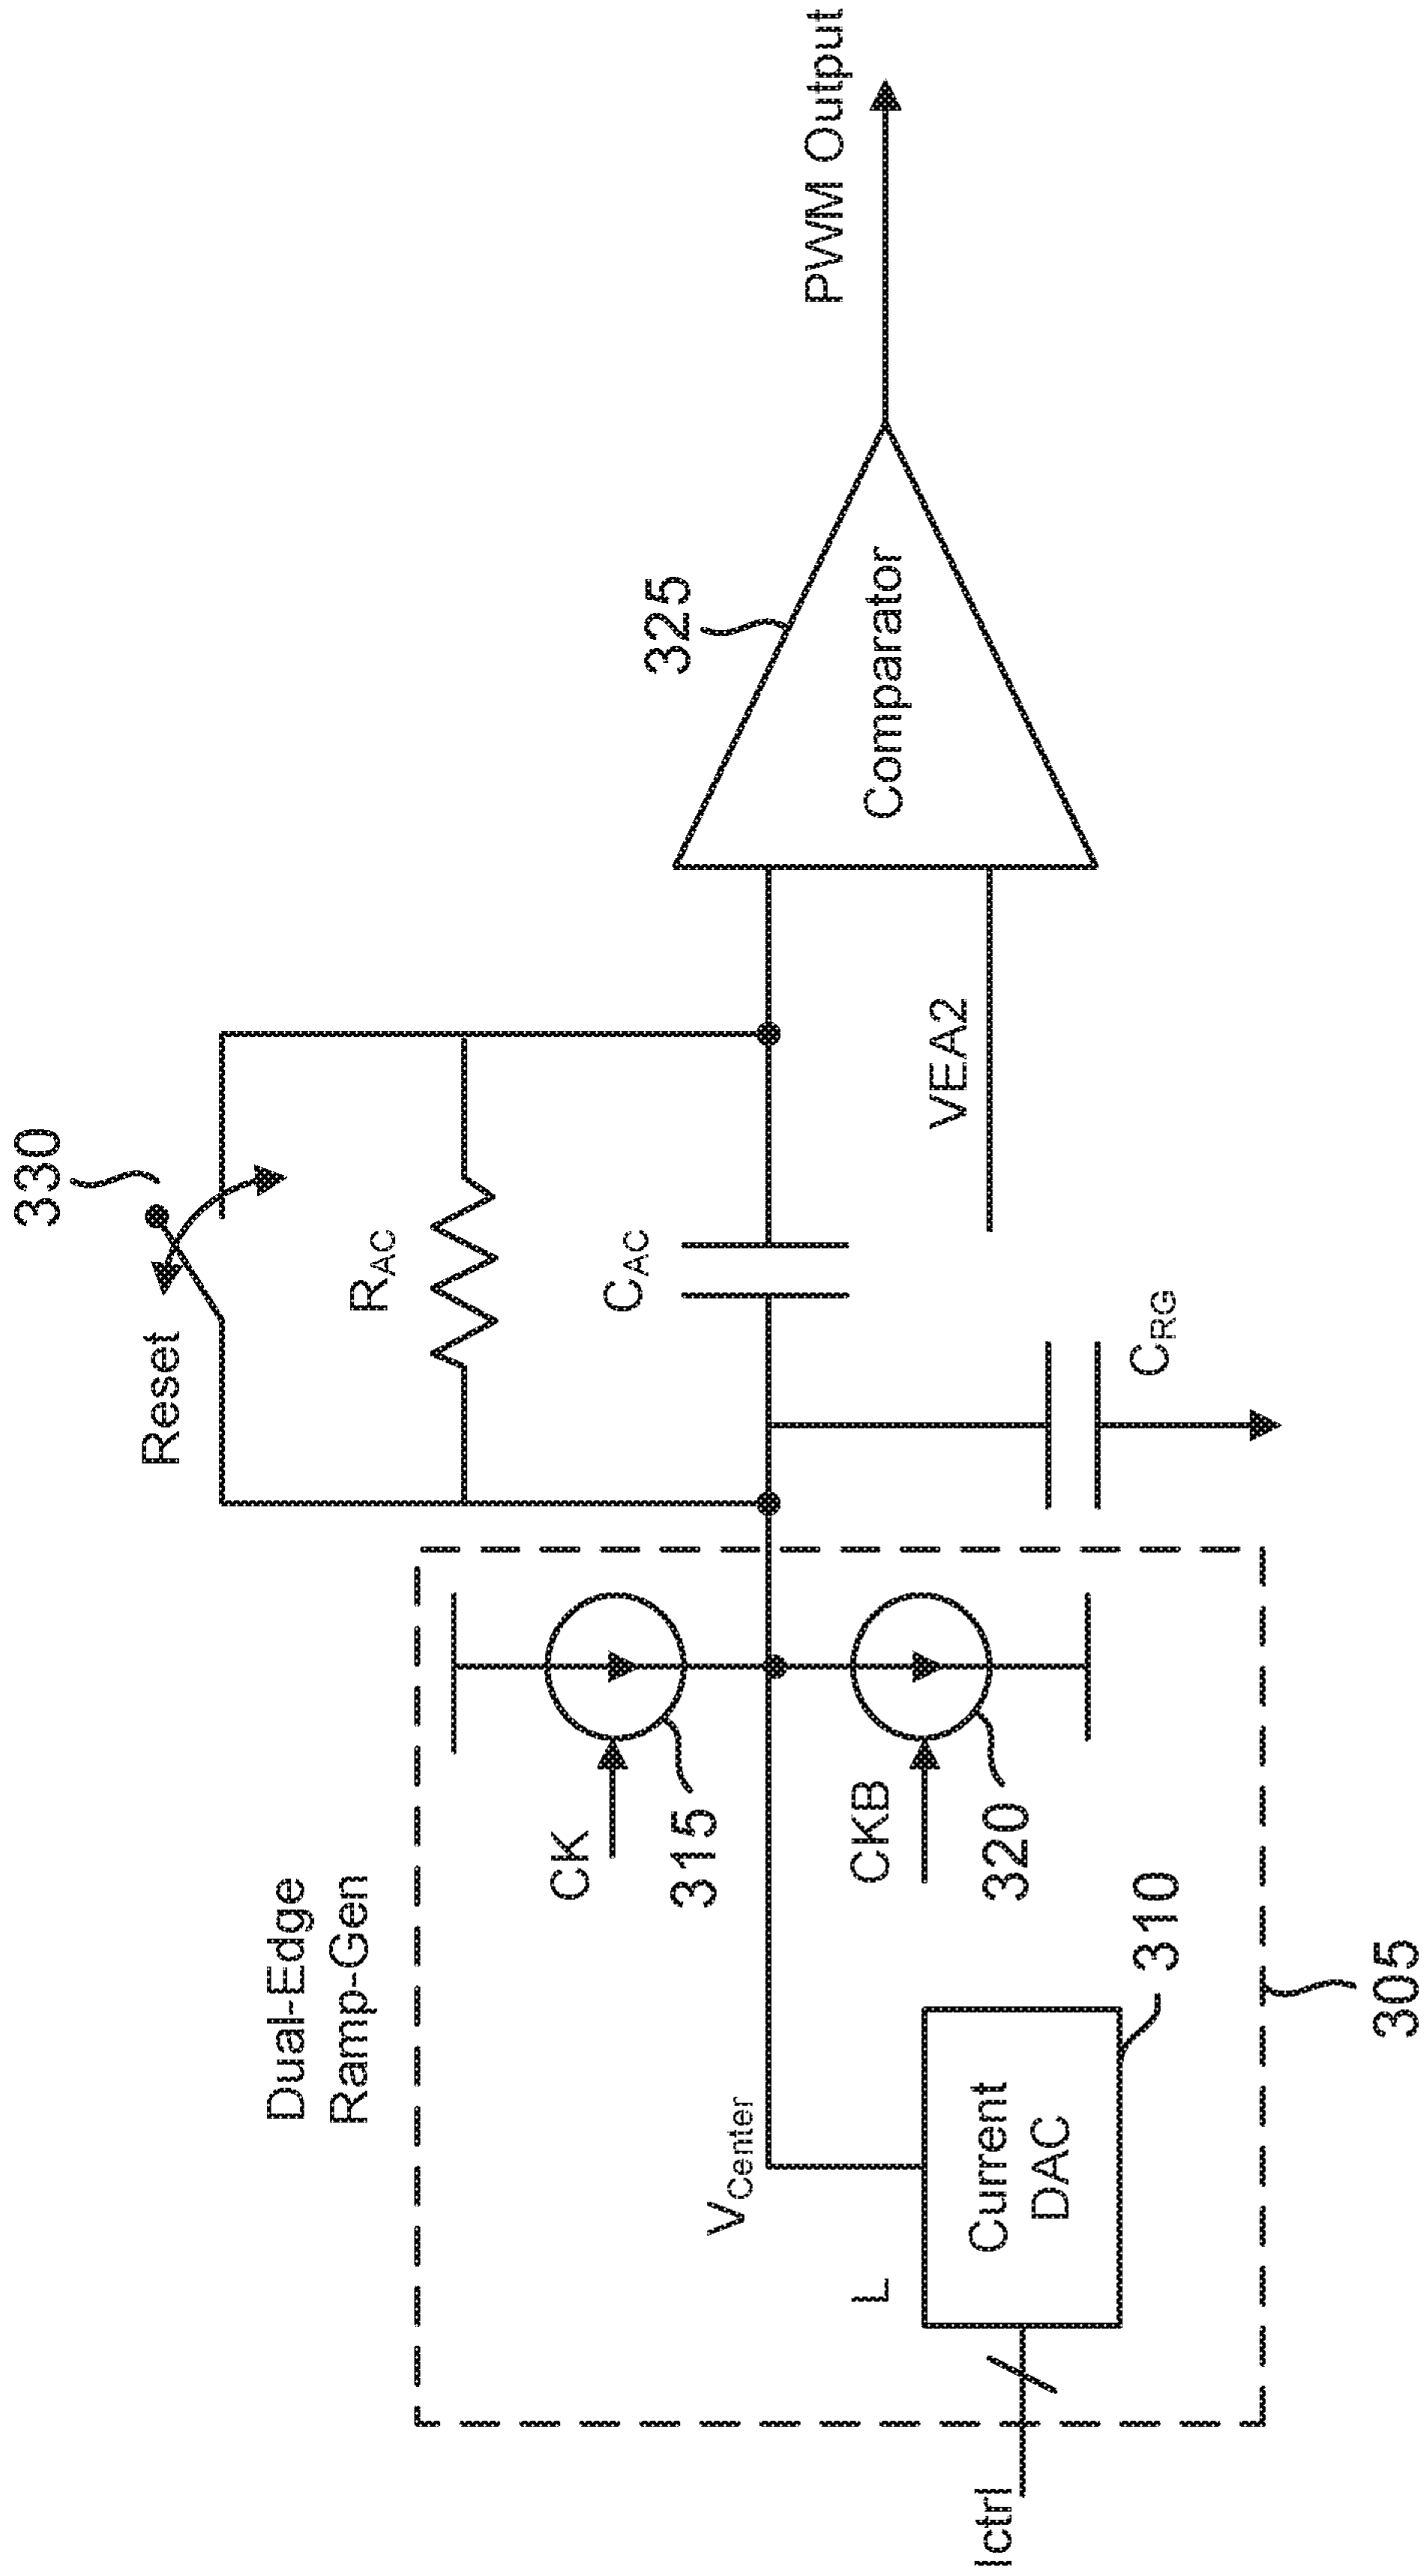 330
Reset
R_AC
C_AC
325
Comparator
PWM Output
VEA2
C_RG
Dual-Edge
Ramp-Gen
CK
315
V_Center
CKB
320
L
Current
DAC
310
Ictrl
305